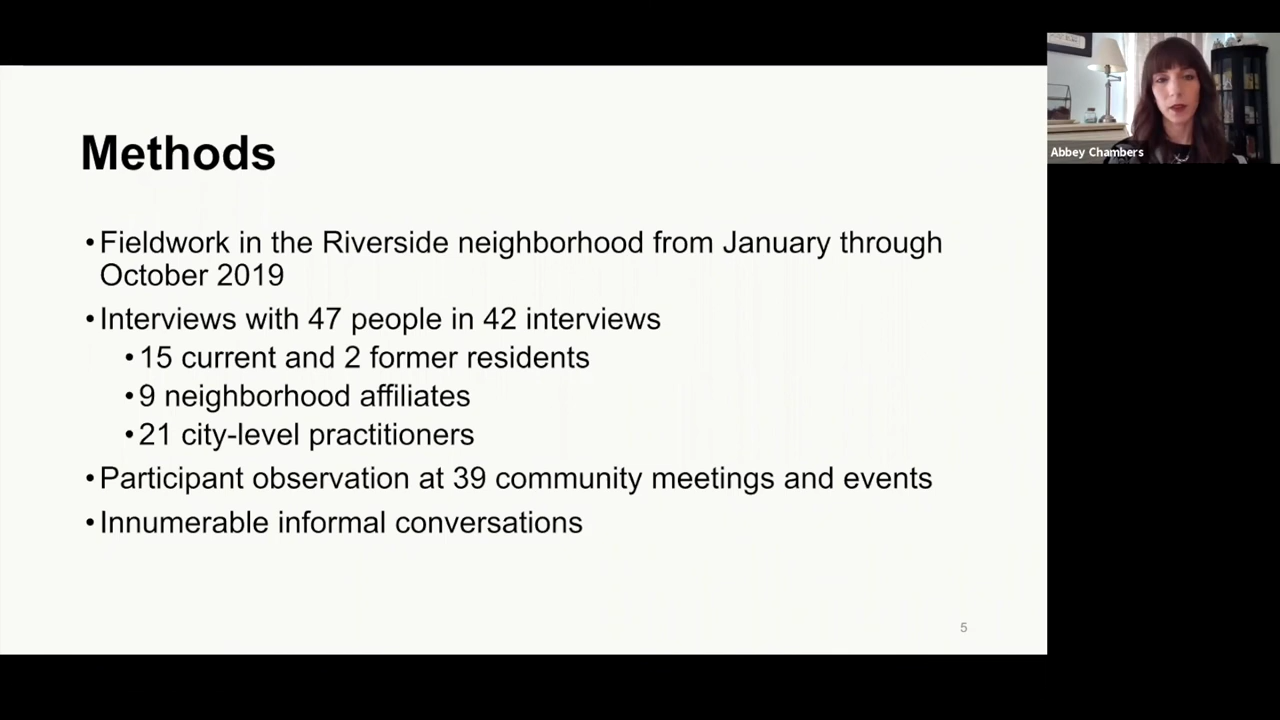 Methods
•Fieldwork in the Riverside neighborhood from January through
October 2019
•Interviews with 47 people in 42 interviews
•15 current and 2 former residents
•9 neighborhood affiliates
•21 city-level practitioners
•Participant observation at 39 community meetings and events
•Innumerable informal conversations
5
Abbey Chambers